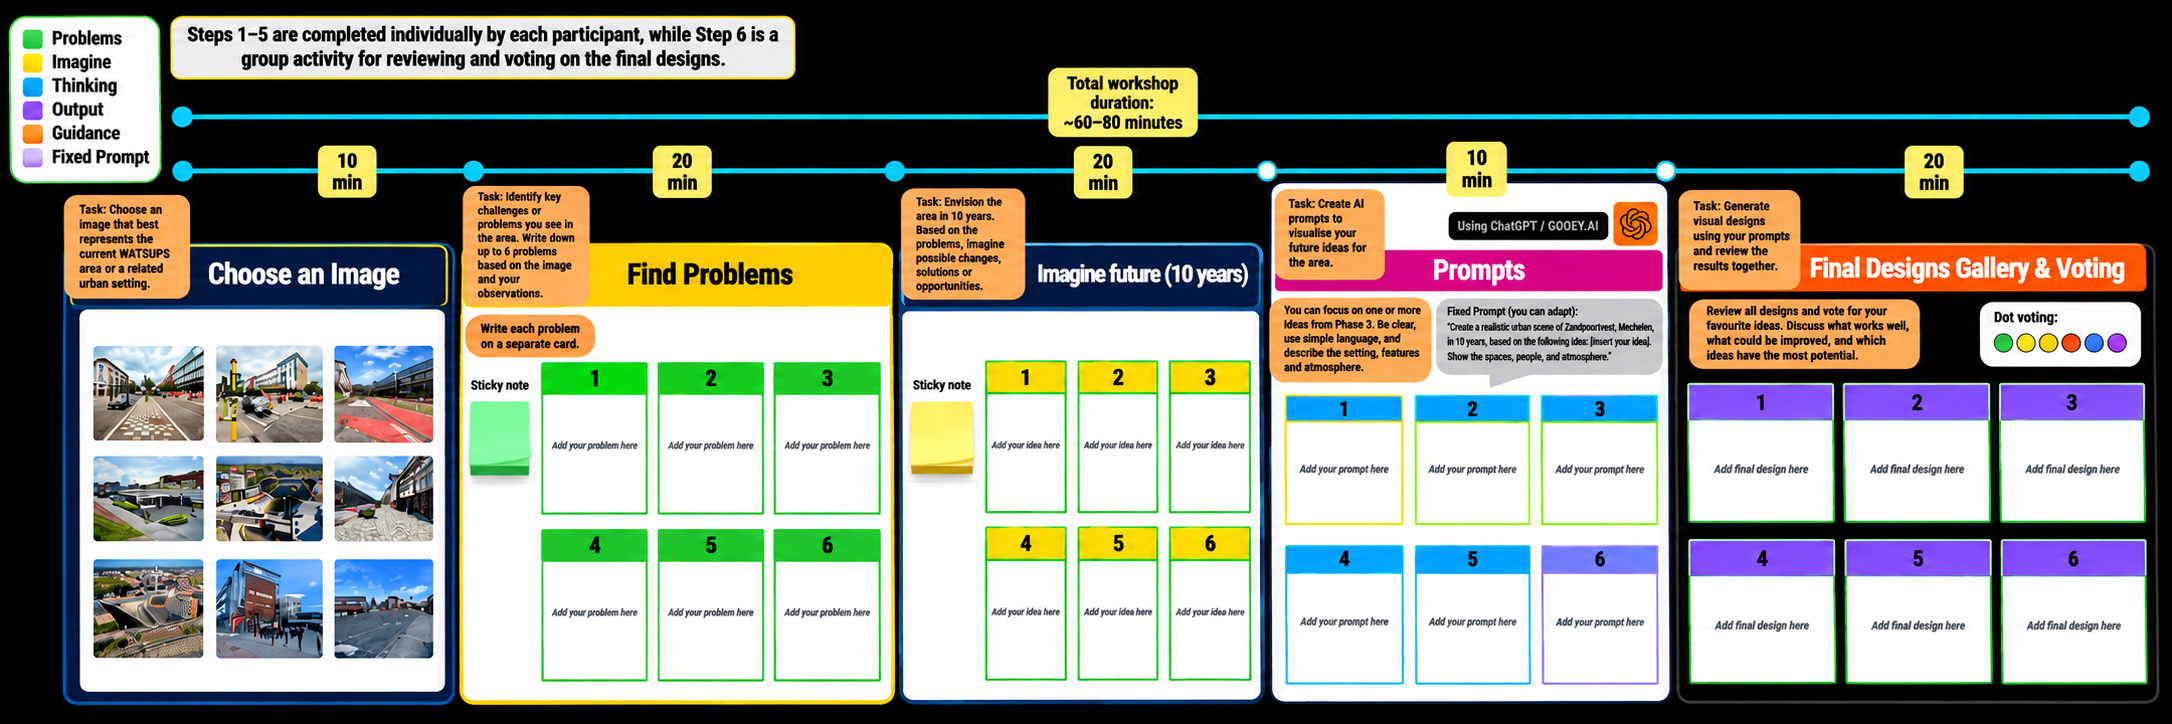 Problems
Imagine
Thinking
Output
Guidance
Fixed Prompt
Steps 1–5 are completed individually by each participant, while Step 6 is a
group activity for reviewing and voting on the final designs.
Total workshop
duration:
~60–80 minutes
10
min
20
min
20
min
10
min
20
min
Task: Choose an
image that best
represents the
current WATSUPS
area or a related
urban setting.
Choose an Image
Task: Identify key
challenges or
problems you see in
the area. Write down
up to 6 problems
based on the image
and your
observations.
Find Problems
Write each problem
on a separate card.
Sticky note
1
2
3
Add your problem here
Add your problem here
Add your problem here
4
5
6
Add your problem here
Add your problem here
Add your problem here
Task: Envision the
area in 10 years.
Based on the
problems, imagine
possible changes,
solutions or
opportunities.
Imagine future (10 years)
Sticky note
1
2
3
Add your idea here
Add your idea here
Add your idea here
4
5
6
Add your idea here
Add your idea here
Add your idea here
Task: Create AI
prompts to
visualise your
future ideas for
the area.
Using ChatGPT / GOOEY.AI
Prompts
You can focus on one or more
ideas from Phase 3. Be clear,
use simple language, and
describe the setting, features
and atmosphere.
Fixed Prompt (you can adapt):
"Create a realistic urban scene of Zandpoortvest, Mechelen,
in 10 years, based on the following idea: [insert your idea].
Show the spaces, people, and atmosphere."
1
2
3
Add your prompt here
Add your prompt here
Add your prompt here
4
5
6
Add your prompt here
Add your prompt here
Add your prompt here
Task: Generate
visual designs
using your prompts
and review the
results together.
Final Designs Gallery & Voting
Review all designs and vote for your
favourite ideas. Discuss what works well,
what could be improved, and which
ideas have the most potential.
Dot voting:
1
2
3
Add final design here
Add final design here
Add final design here
4
5
6
Add final design here
Add final design here
Add final design here